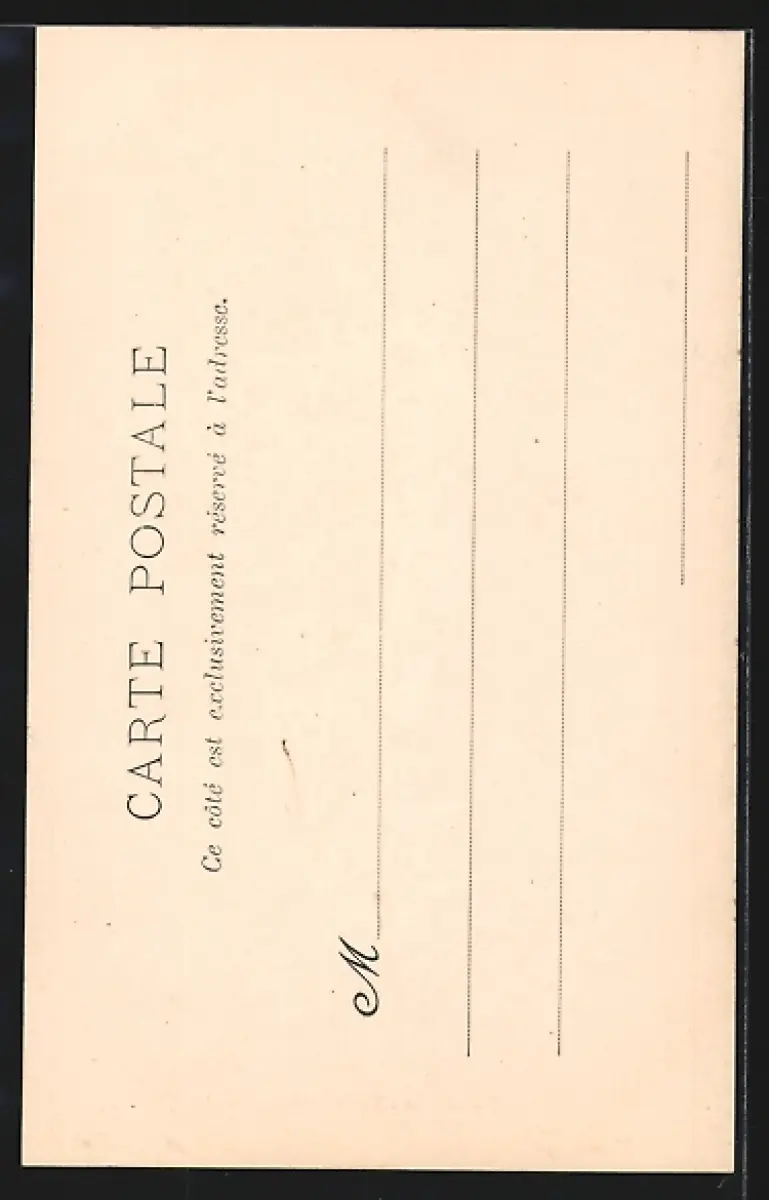 CARTE POSTALE
Ce côté est exclusivement réservé à l'adresse.
M